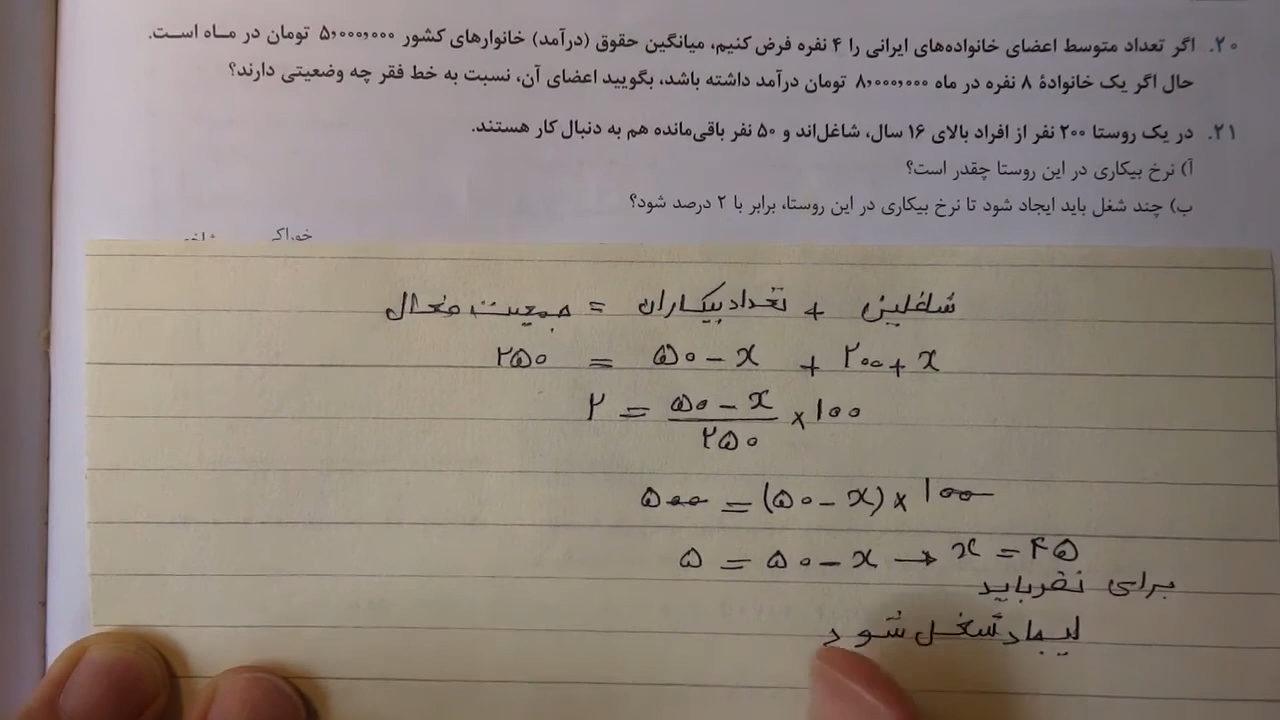 ۲۰. اگر تعداد متوسط اعضای خانواده‌های ایرانی را ۴ نفره فرض کنیم، میانگین حقوق (درآمد) خانوارهای کشور ۵,۰۰۰,۰۰۰ تومان در مـاه اسـت.
حال اگر یک خانوادهٔ ۸ نفره در ماه ۸,۰۰۰,۰۰۰ تومان درآمد داشته باشد، بگویید اعضای آن، نسبت به خط فقر چه وضعیتی دارند؟
۲۱. در یک روستا ۲۰۰ نفر از افراد بالای ۱۶ سال، شاغل‌اند و ۵۰ نفر باقی‌مانده هم به دنبال کار هستند.
آ) نرخ بیکاری در این روستا چقدر است؟
ب) چند شغل باید ایجاد شود تا نرخ بیکاری در این روستا، برابر با ۲ درصد شود؟
شاغلین + تعداد بیکاران = جمعیت فعال
۲۵۰ = ۵۰ - x + ۲۰۰ + x
۲ = (۵۰ - x)/۲۵۰ × ۱۰۰
۵۰۰ = (۵۰ - x) × ۱۰۰
۵ = ۵۰ - x → x = ۴۵
برای نفر باید
ایجاد شغل شود